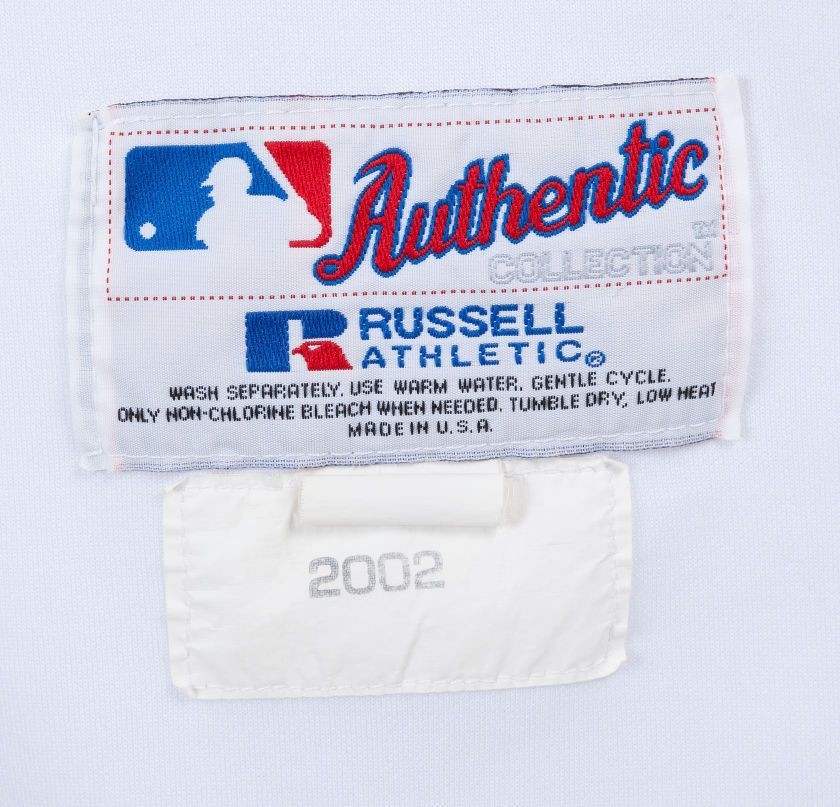 Authentic
COLLECTION™
RUSSELL
ATHLETIC®
WASH SEPARATELY. USE WARM WATER. GENTLE CYCLE.
ONLY NON-CHLORINE BLEACH WHEN NEEDED. TUMBLE DRY, LOW HEAT
MADE IN U.S.A.
2002